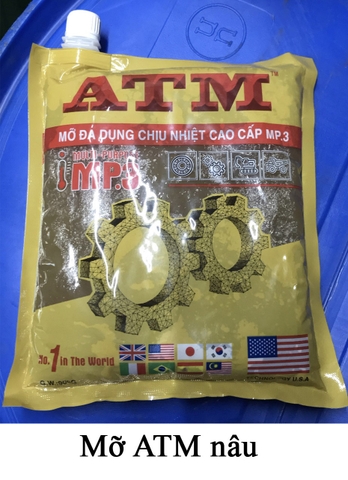 ATM™
MỠ ĐA DỤNG CHỊU NHIỆT CAO CẤP MP.3
MP.3
No.1 In The World
U.S.A
Mỡ ATM nâu